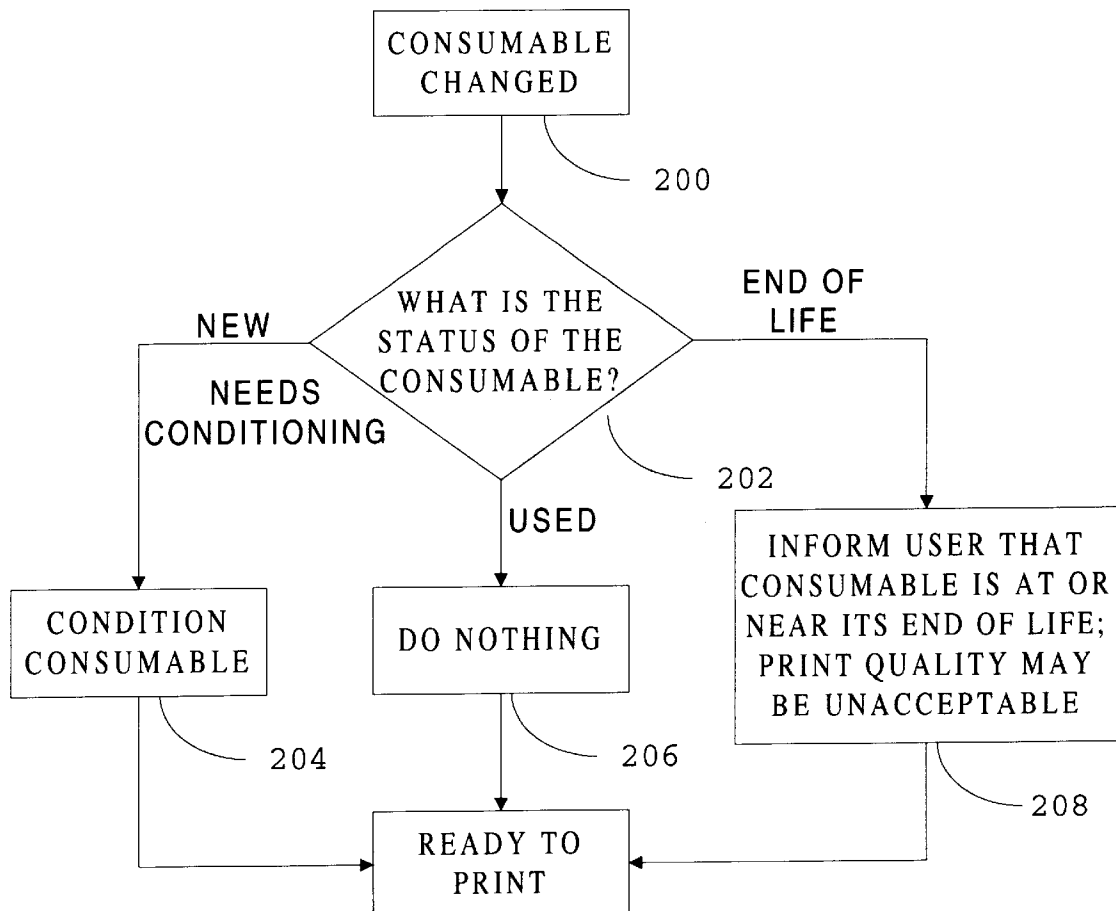 CONSUMABLE
CHANGED
200
WHAT IS THE
STATUS OF THE
CONSUMABLE?
202
NEW
NEEDS
CONDITIONING
USED
END OF
LIFE
CONDITION
CONSUMABLE
204
DO NOTHING
206
INFORM USER THAT
CONSUMABLE IS AT OR
NEAR ITS END OF LIFE;
PRINT QUALITY MAY
BE UNACCEPTABLE
208
READY TO
PRINT